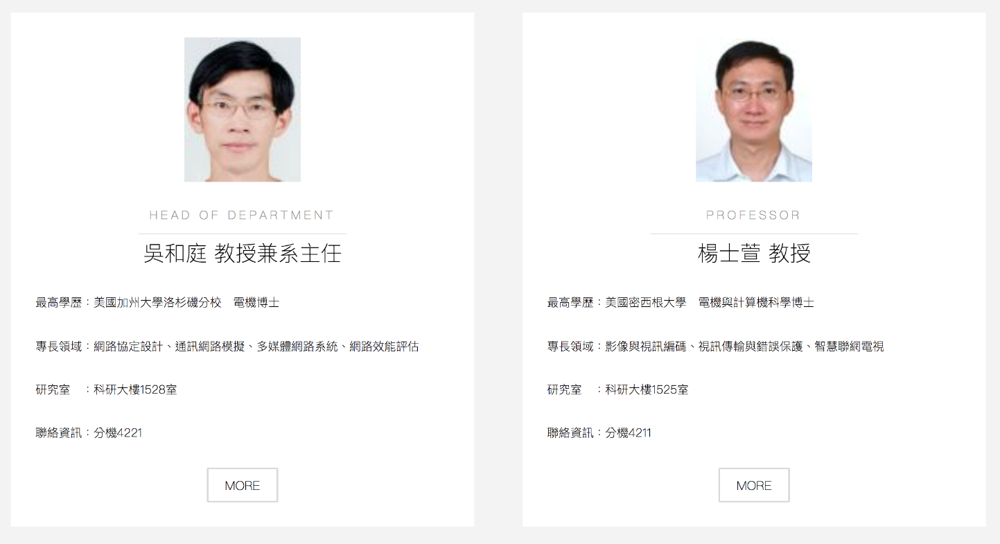 HEAD OF DEPARTMENT
吳和庭 教授兼系主任
最高學歷：美國加州大學洛杉磯分校　電機博士
專長領域：網路協定設計、通訊網路模擬、多媒體網路系統、網路效能評估
研究室　：科研大樓1528室
聯絡資訊：分機4221
MORE
PROFESSOR
楊士萱 教授
最高學歷：美國密西根大學　電機與計算機科學博士
專長領域：影像與視訊編碼、視訊傳輸與錯誤保護、智慧聯網電視
研究室　：科研大樓1525室
聯絡資訊：分機4211
MORE